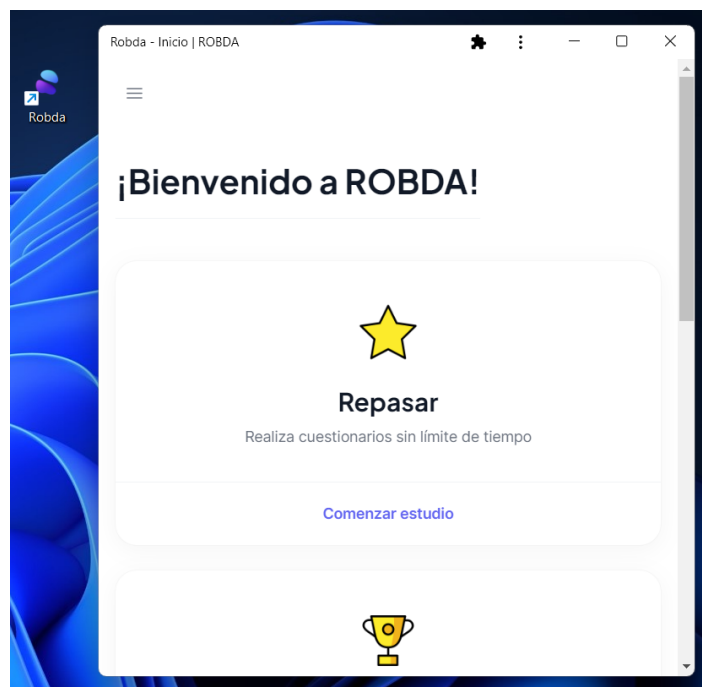 Robda - Inicio | ROBDA
Robda
¡Bienvenido a ROBDA!
Repasar
Realiza cuestionarios sin límite de tiempo
Comenzar estudio